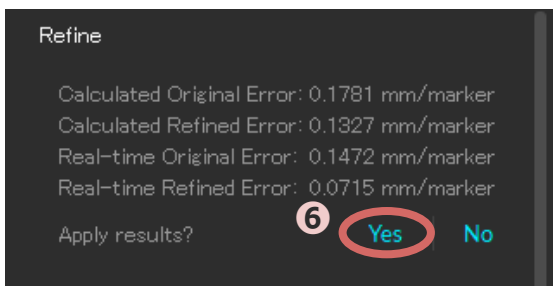 Refine
Calculated Original Error: 0.1781 mm/marker
Calculated Refined Error: 0.1327 mm/marker
Real-time Original Error: 0.1472 mm/marker
Real-time Refined Error: 0.0715 mm/marker
Apply results? ❻ Yes No